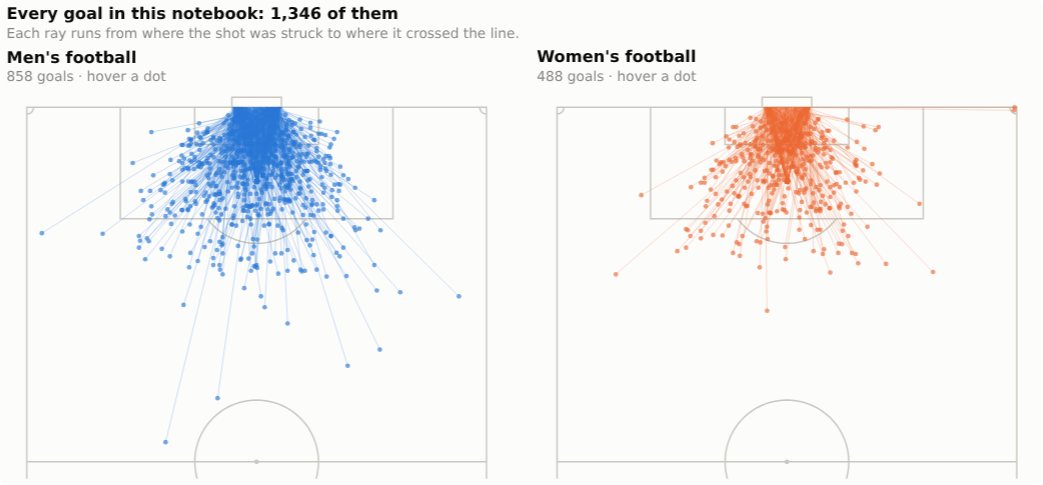 Every goal in this notebook: 1,346 of them
Each ray runs from where the shot was struck to where it crossed the line.
Men's football
858 goals · hover a dot
Women's football
488 goals · hover a dot